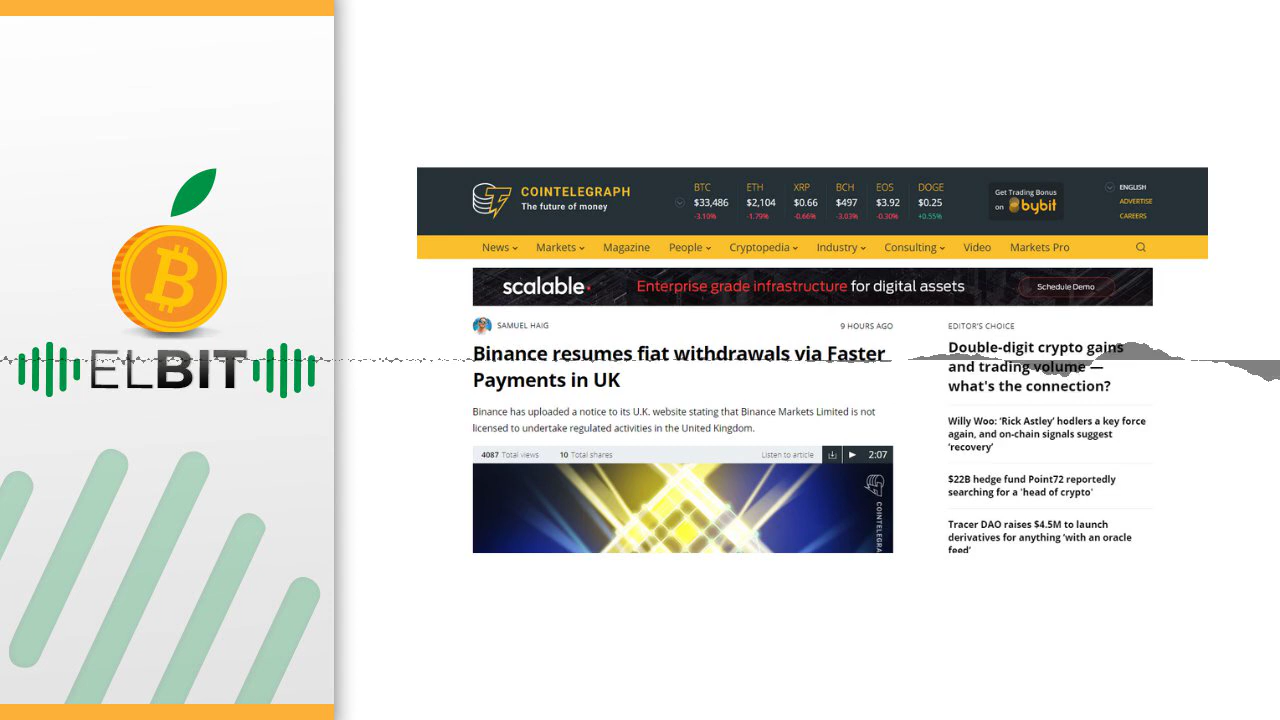 ELBIT
COINTELEGRAPH
The future of money
BTC
$33,486
-3.10%
ETH
$2,104
-1.79%
XRP
$0.66
-0.66%
BCH
$497
-3.03%
EOS
$3.92
-0.30%
DOGE
$0.25
+0.55%
Get Trading Bonus
on bybit
ENGLISH
ADVERTISE
CAREERS
News Markets Magazine People Cryptopedia Industry Consulting Video Markets Pro
scalable Enterprise grade infrastructure for digital assets Schedule Demo
SAMUEL HAIG 9 HOURS AGO
Binance resumes fiat withdrawals via Faster
Payments in UK
Binance has uploaded a notice to its U.K. website stating that Binance Markets Limited is not
licensed to undertake regulated activities in the United Kingdom.
4087 Total views 10 Total shares Listen to article 2:07
EDITOR'S CHOICE
Double-digit crypto gains
and trading volume —
what's the connection?
Willy Woo: 'Rick Astley' hodlers a key force
again, and on-chain signals suggest
'recovery'
$22B hedge fund Point72 reportedly
searching for a 'head of crypto'
Tracer DAO raises $4.5M to launch
derivatives for anything 'with an oracle
feed'